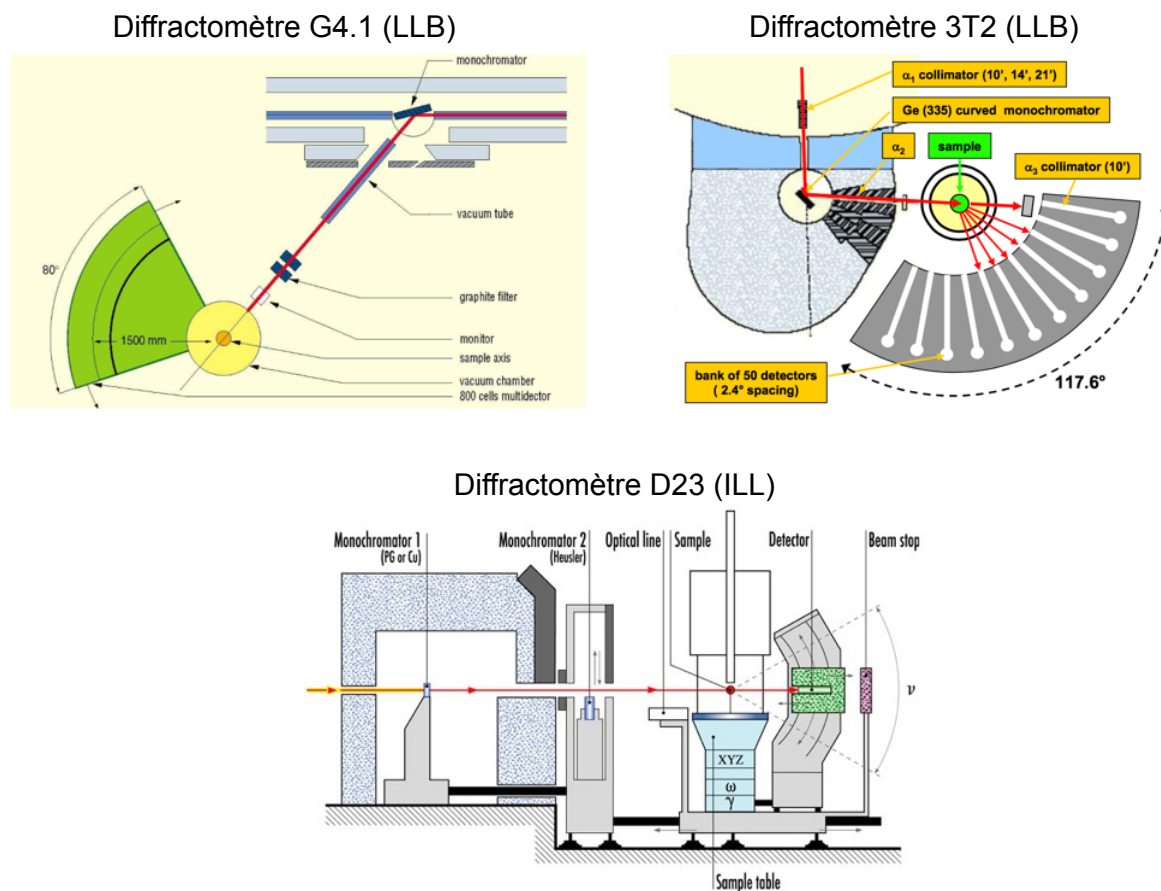 Diffractomètre G4.1 (LLB)
monochromator
vacuum tube
80°
graphite filter
monitor
1500 mm
sample axis
vacuum chamber
800 cells multidector
Diffractomètre 3T2 (LLB)
α1 collimator (10', 14', 21')
Ge (335) curved monochromator
α2
sample
α3 collimator (10')
bank of 50 detectors
( 2.4° spacing)
117.6°
Diffractomètre D23 (ILL)
Monochromator 1
(PG or Cu)
Monochromator 2
(Heusler)
Optical line
Sample
Detector
Beam stop
ν
XYZ
ω
γ
Sample table